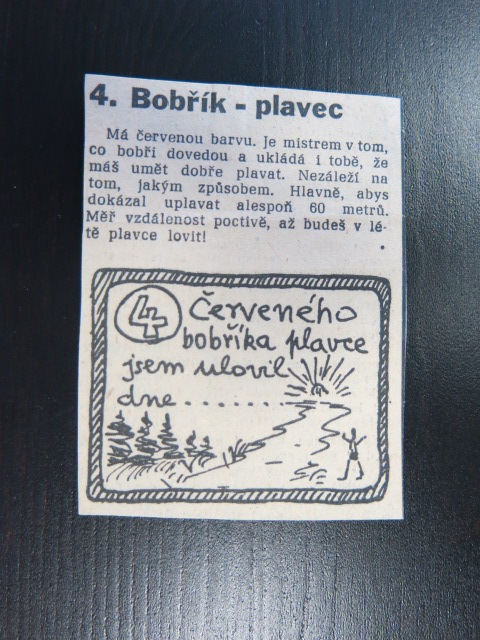 4. Bobřík - plavec
Má červenou barvu. Je mistrem v tom,
co bobři dovedou a ukládá i tobě, že
máš umět dobře plavat. Nezáleží na
tom, jakým způsobem. Hlavně, abys
dokázal uplavat alespoň 60 metrů.
Měř vzdálenost poctivě, až budeš v lé-
tě plavce lovit!
4 Červeného
bobříka plavce
jsem ulovil
dne..........